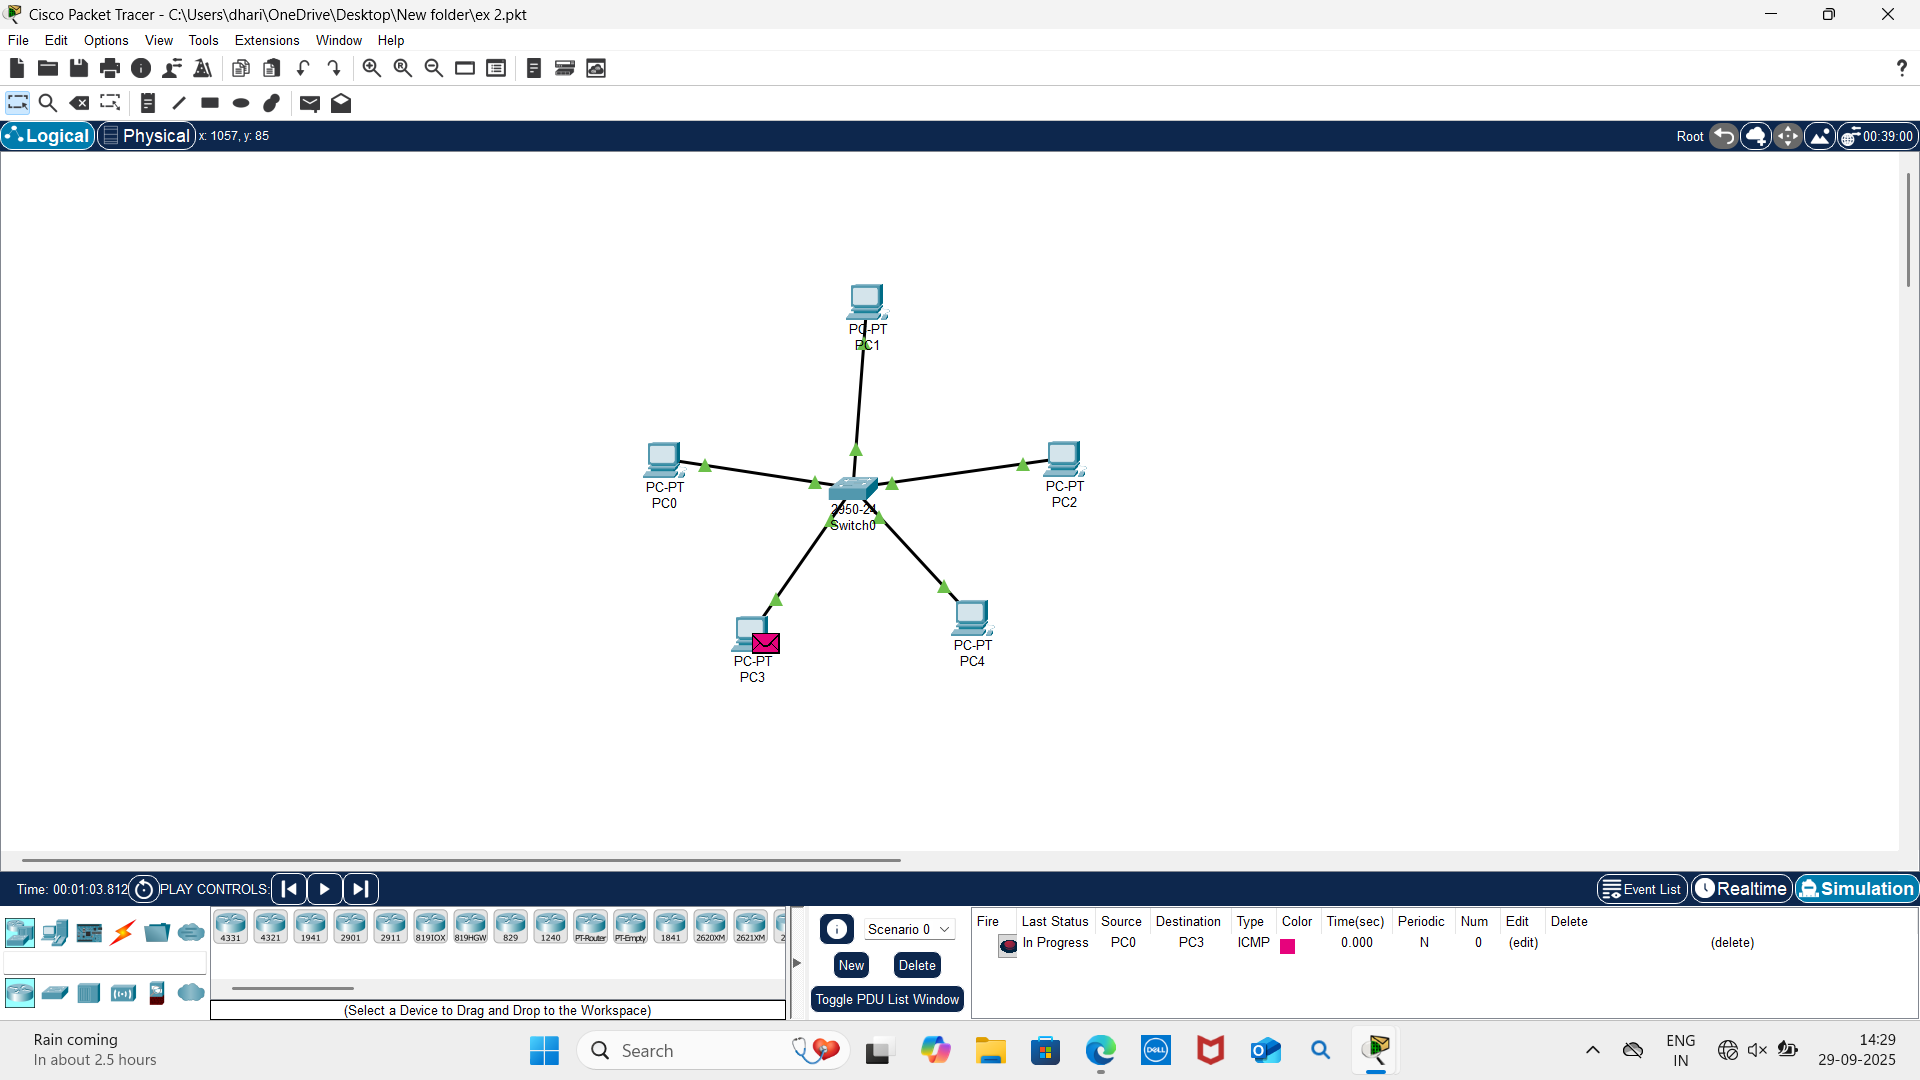 Cisco Packet Tracer - C:\Users\dhari\OneDrive\Desktop\New folder\ex 2.pkt
File Edit Options View Tools Extensions Window Help
?
Logical Physical x: 1057, y: 85 Root 00:39:00
PC-PT
PC1
PC-PT
PC0
PC-PT
PC2
2950-24
Switch0
PC-PT
PC3
PC-PT
PC4
Time: 00:01:03.812 PLAY CONTROLS: Event List Realtime Simulation
4331 4321 1941 2901 2911 819IOX 819HGW 829 1240 PT-Router PT-Empty 1841 2620XM 2621XM 2
(Select a Device to Drag and Drop to the Workspace)
Scenario 0
New Delete
Toggle PDU List Window
Fire Last Status Source Destination Type Color Time(sec) Periodic Num Edit Delete
In Progress PC0 PC3 ICMP 0.000 N 0 (edit) (delete)
Rain coming
In about 2.5 hours
Search
DELL
ENG
IN
14:29
29-09-2025